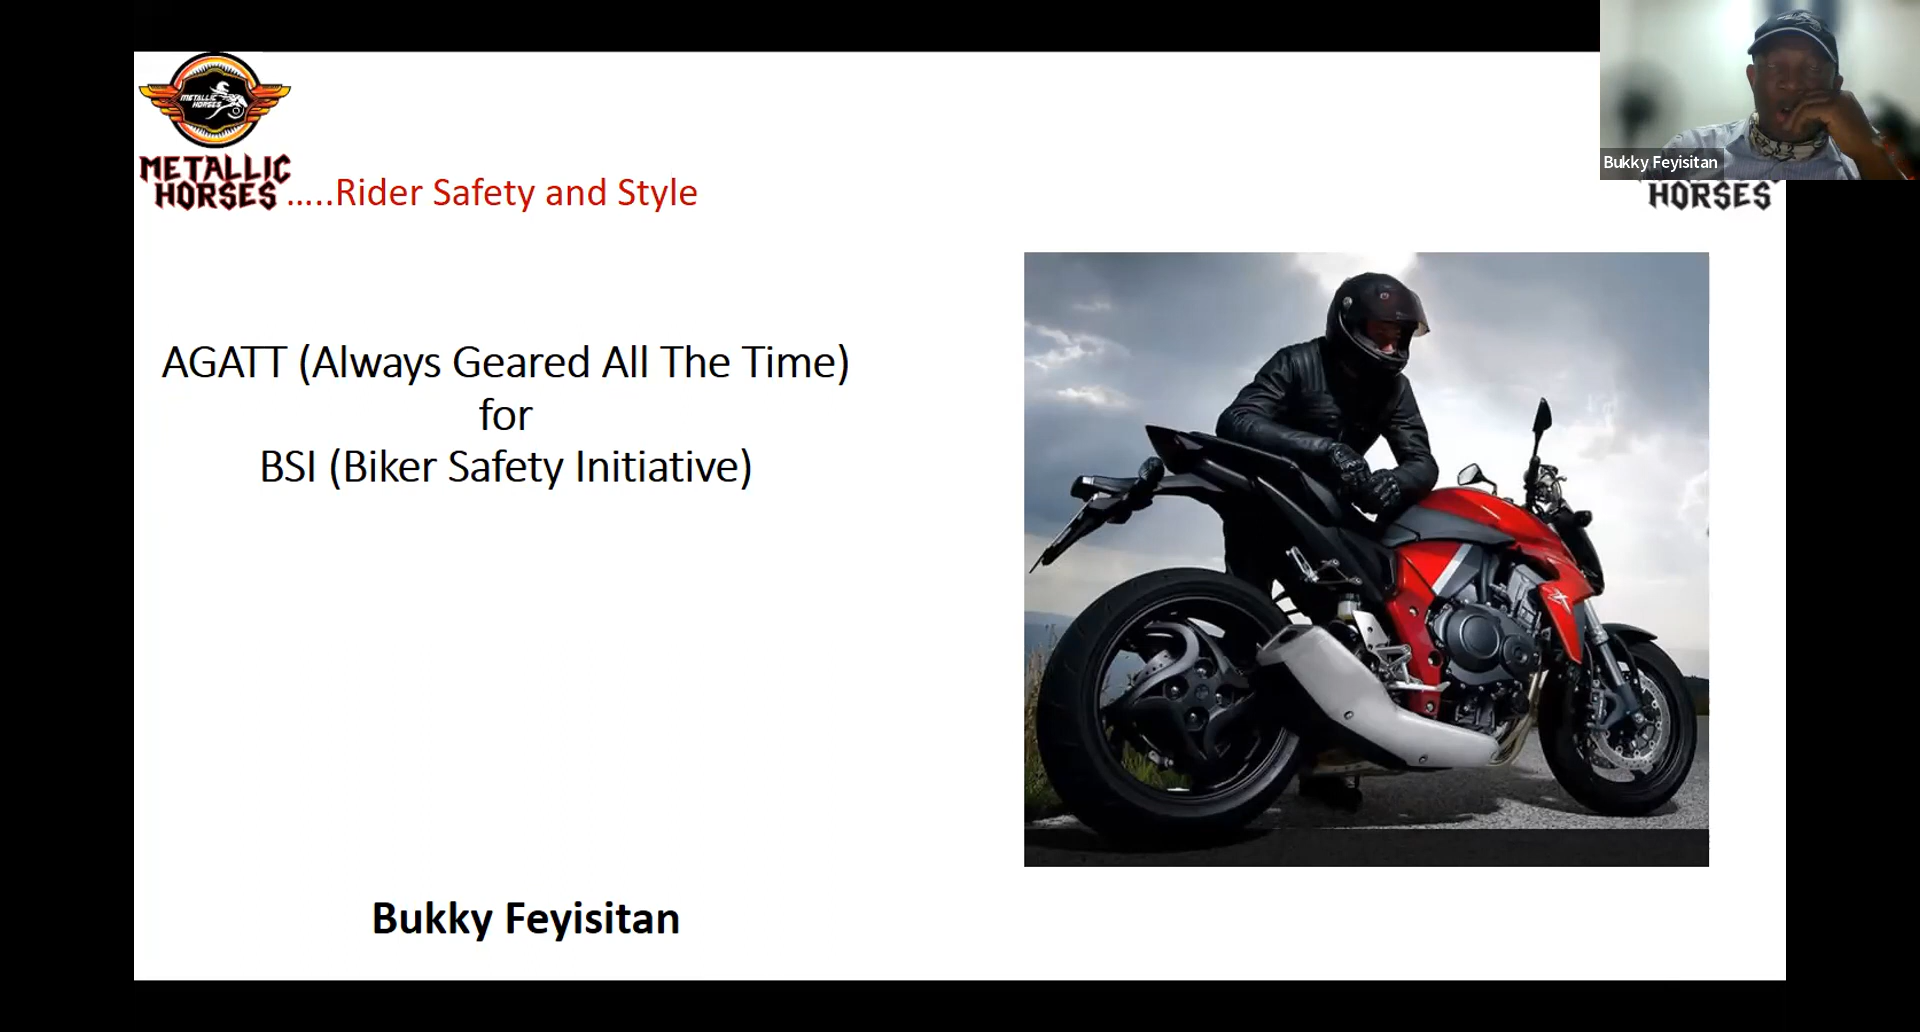 METALLIC
HORSES
METALLIC
HORSES
.....Rider Safety and Style
Bukky Feyisitan
HORSES
AGATT (Always Geared All The Time)
for
BSI (Biker Safety Initiative)
Bukky Feyisitan